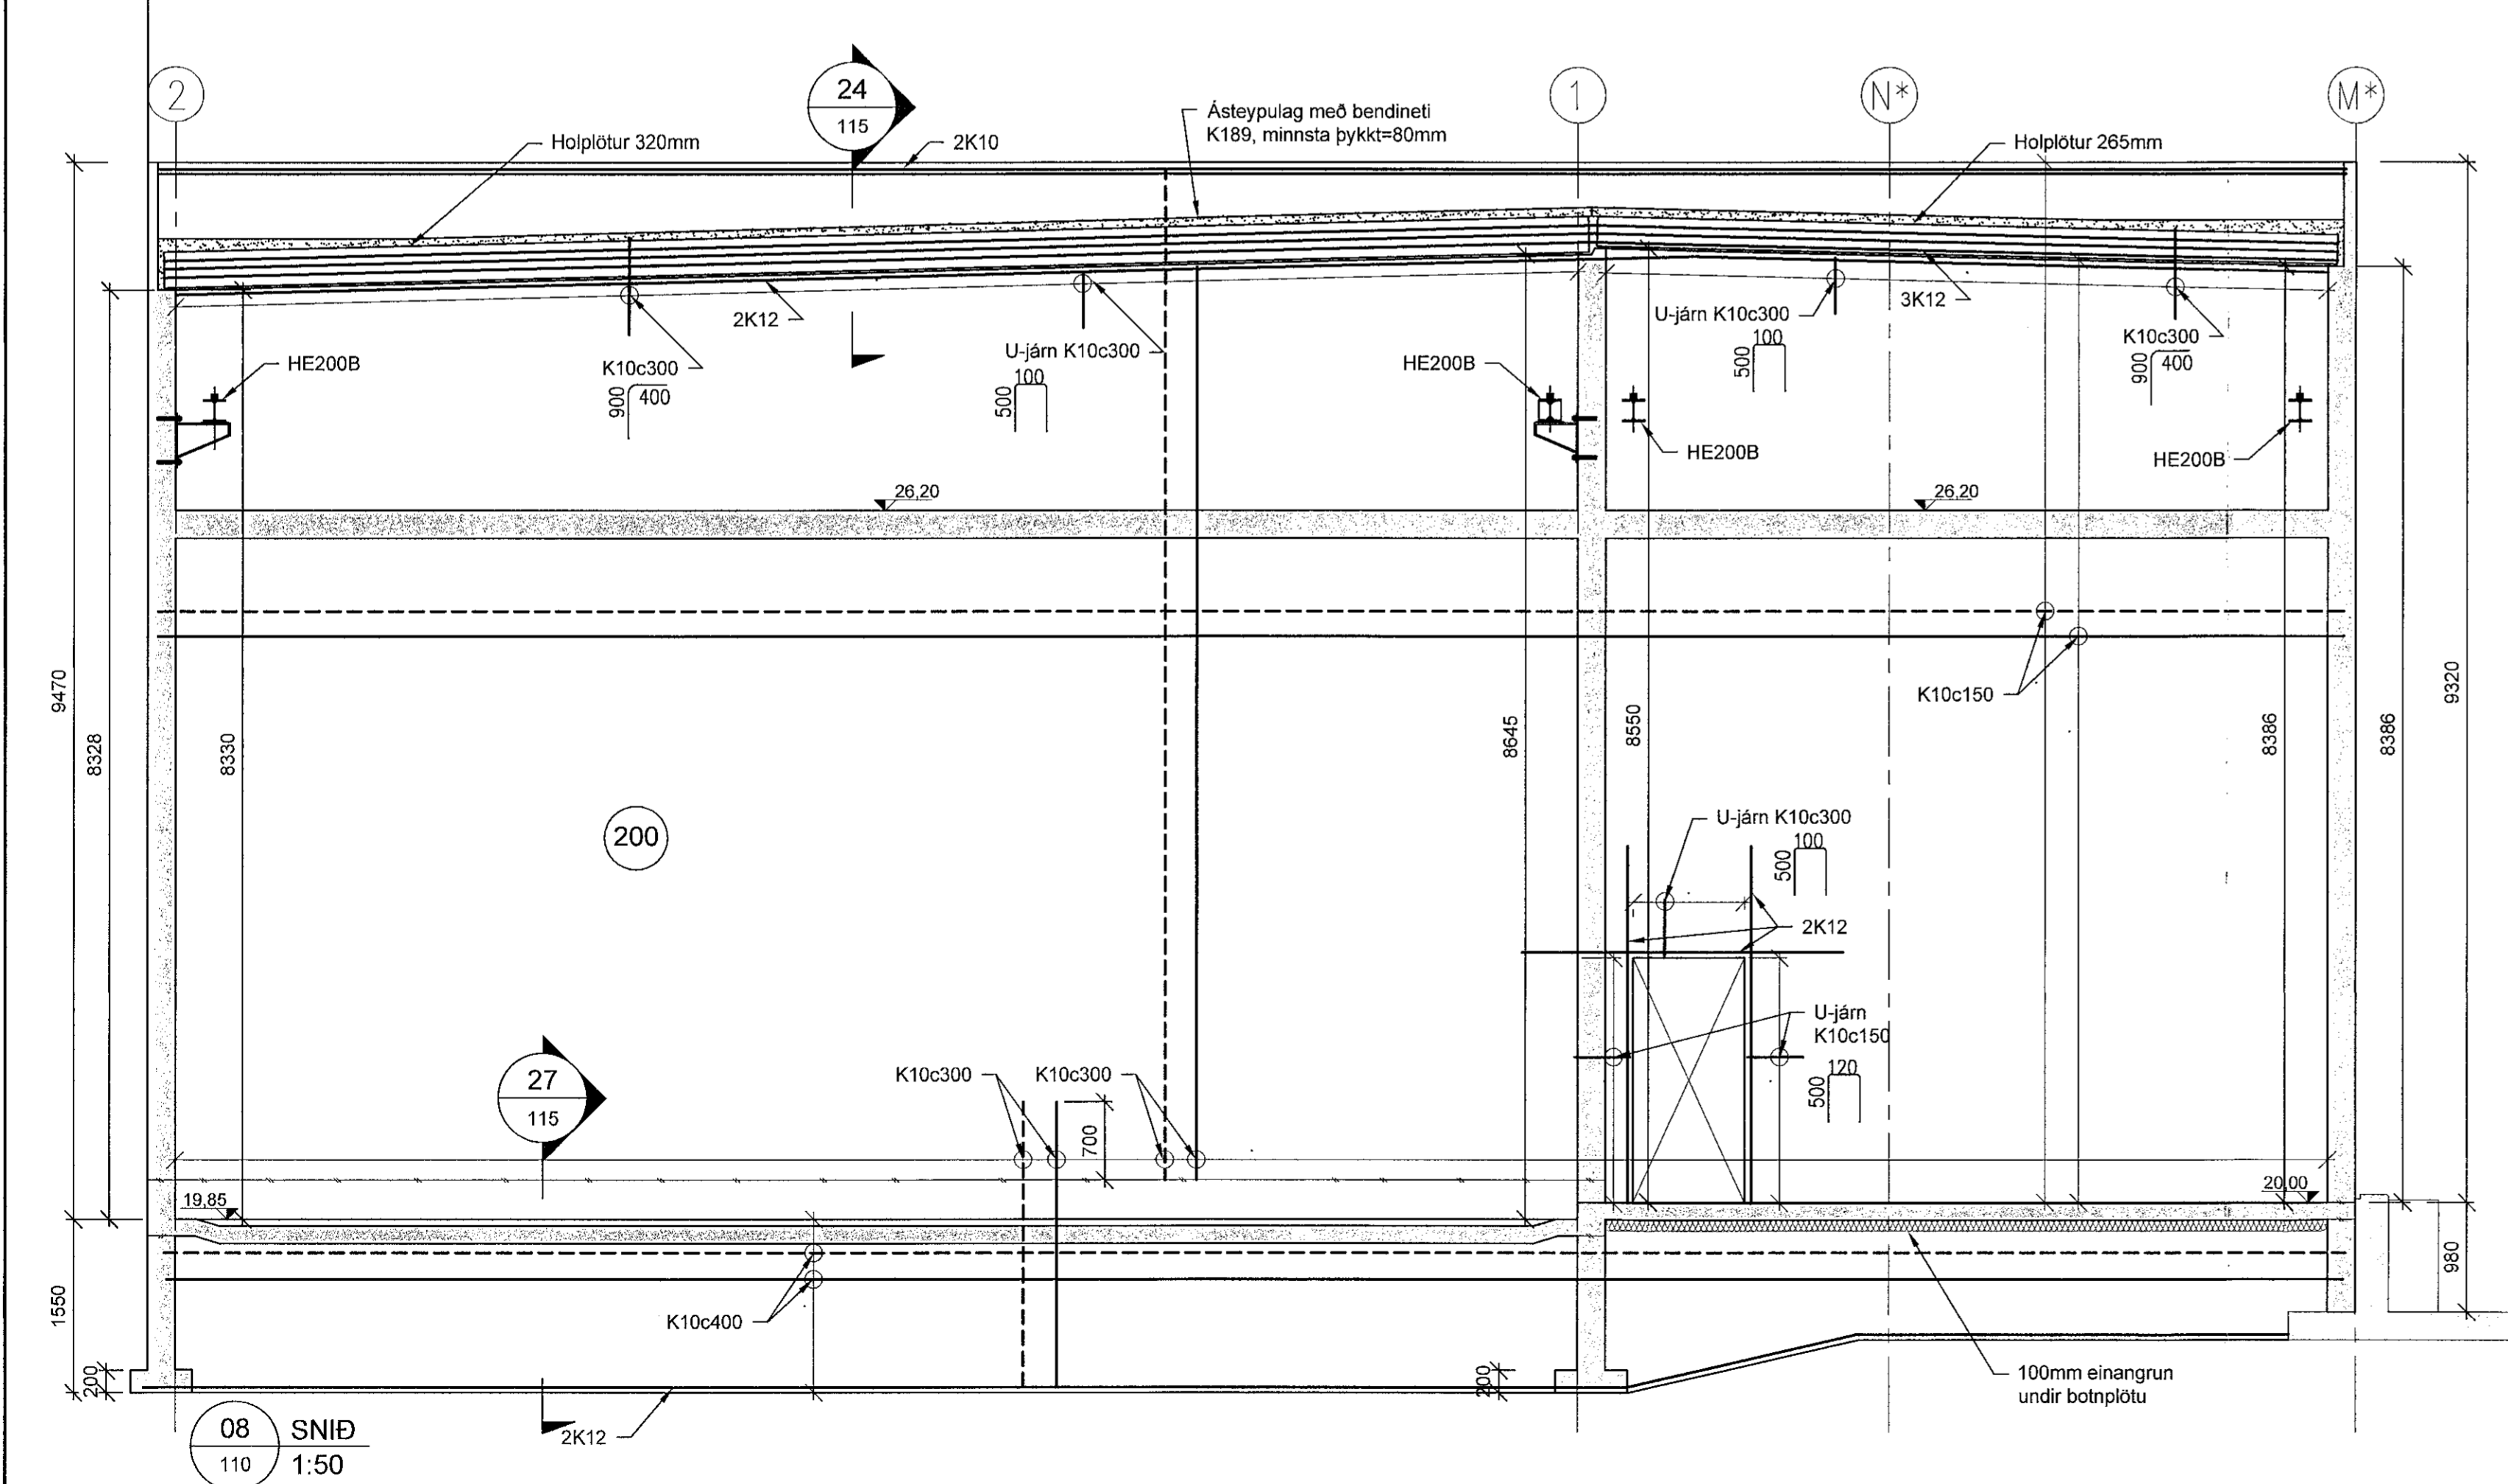 2
24
115
1
N*
M*
Holplötur 320mm
2K10
Ásteypulag með bendineti
K189, minnsta þykkt=80mm
Holplötur 265mm
2K12
K10c300
900
400
U-járn K10c300
100
500
HE200B
HE200B
U-járn K10c300
100
500
3K12
K10c300
900
400
HE200B
HE200B
26,20
26,20
9470
8328
8330
8645
8550
K10c150
8386
8386
9320
200
U-járn K10c300
100
500
2K12
U-járn
K10c150
120
500
27
115
K10c300
K10c300
700
19,85
20,00
K10c400
1550
200
200
980
100mm einangrun
undir botnplötu
2K12
08
110
SNIÐ
1:50